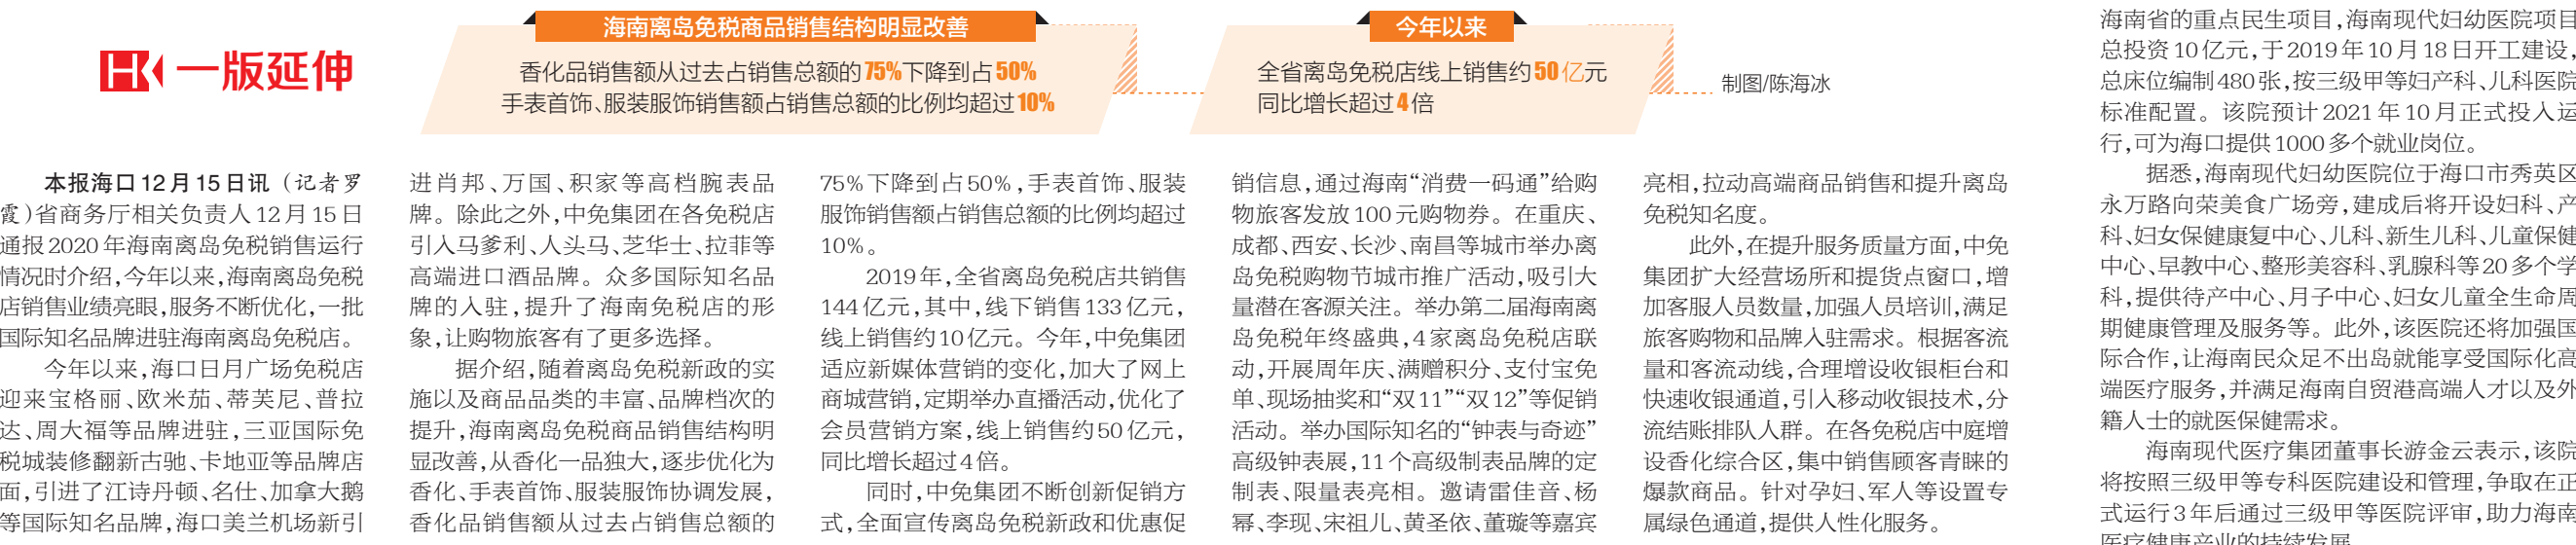 HK 一版延伸
海南离岛免税商品销售结构明显改善
香化品销售额从过去占销售总额的75%下降到占50%
手表首饰、服装服饰销售额占销售总额的比例均超过10%
今年以来
全省离岛免税店线上销售约50亿元
同比增长超过4倍
制图/陈海冰
本报海口12月15日讯（记者罗
霞）省商务厅相关负责人12月15日
通报2020年海南离岛免税销售运行
情况时介绍，今年以来，海南离岛免税
店销售业绩亮眼，服务不断优化，一批
国际知名品牌进驻海南离岛免税店。
今年以来，海口日月广场免税店
迎来宝格丽、欧米茄、蒂芙尼、普拉
达、周大福等品牌进驻，三亚国际免
税城装修翻新古驰、卡地亚等品牌店
面，引进了江诗丹顿、名仕、加拿大鹅
等国际知名品牌，海口美兰机场新引
进肖邦、万国、积家等高档腕表品
牌。除此之外，中免集团在各免税店
引入马爹利、人头马、芝华士、拉菲等
高端进口酒品牌。众多国际知名品
牌的入驻，提升了海南免税店的形
象，让购物旅客有了更多选择。
据介绍，随着离岛免税新政的实
施以及商品品类的丰富、品牌档次的
提升，海南离岛免税商品销售结构明
显改善，从香化一品独大，逐步优化为
香化、手表首饰、服装服饰协调发展，
香化品销售额从过去占销售总额的
75%下降到占50%，手表首饰、服装
服饰销售额占销售总额的比例均超过
10%。
2019年，全省离岛免税店共销售
144亿元，其中，线下销售133亿元，
线上销售约10亿元。今年，中免集团
适应新媒体营销的变化，加大了网上
商城营销，定期举办直播活动，优化了
会员营销方案，线上销售约50亿元，
同比增长超过4倍。
同时，中免集团不断创新促销方
式，全面宣传离岛免税新政和优惠促
销信息，通过海南“消费一码通”给购
物旅客发放100元购物券。在重庆、
成都、西安、长沙、南昌等城市举办离
岛免税购物节城市推广活动，吸引大
量潜在客源关注。举办第二届海南离
岛免税年终盛典，4家离岛免税店联
动，开展周年庆、满赠积分、支付宝免
单、现场抽奖和“双11”“双12”等促销
活动。举办国际知名的“钟表与奇迹”
高级钟表展，11个高级制表品牌的定
制表、限量表亮相。邀请雷佳音、杨
幂、李现、宋祖儿、黄圣依、董璇等嘉宾
亮相，拉动高端商品销售和提升离岛
免税知名度。
此外，在提升服务质量方面，中免
集团扩大经营场所和提货点窗口，增
加客服人员数量，加强人员培训，满足
旅客购物和品牌入驻需求。根据客流
量和客流动线，合理增设收银柜台和
快速收银通道，引入移动收银技术，分
流结账排队人群。在各免税店中庭增
设香化综合区，集中销售顾客青睐的
爆款商品。针对孕妇、军人等设置专
属绿色通道，提供人性化服务。
海南省的重点民生项目，海南现代妇幼医院项目
总投资10亿元，于2019年10月18日开工建设，
总床位编制480张，按三级甲等妇产科、儿科医院
标准配置。该院预计2021年10月正式投入运
行，可为海口提供1000多个就业岗位。
据悉，海南现代妇幼医院位于海口市秀英区
永万路向荣美食广场旁，建成后将开设妇科、产
科、妇女保健康复中心、儿科、新生儿科、儿童保健
中心、早教中心、整形美容科、乳腺科等20多个学
科，提供待产中心、月子中心、妇女儿童全生命周
期健康管理及服务等。此外，该医院还将加强国
际合作，让海南民众足不出岛就能享受国际化高
端医疗服务，并满足海南自贸港高端人才以及外
籍人士的就医保健需求。
海南现代医疗集团董事长游金云表示，该院
将按照三级甲等专科医院建设和管理，争取在正
式运行3年后通过三级甲等医院评审，助力海南
医疗健康产业的持续发展